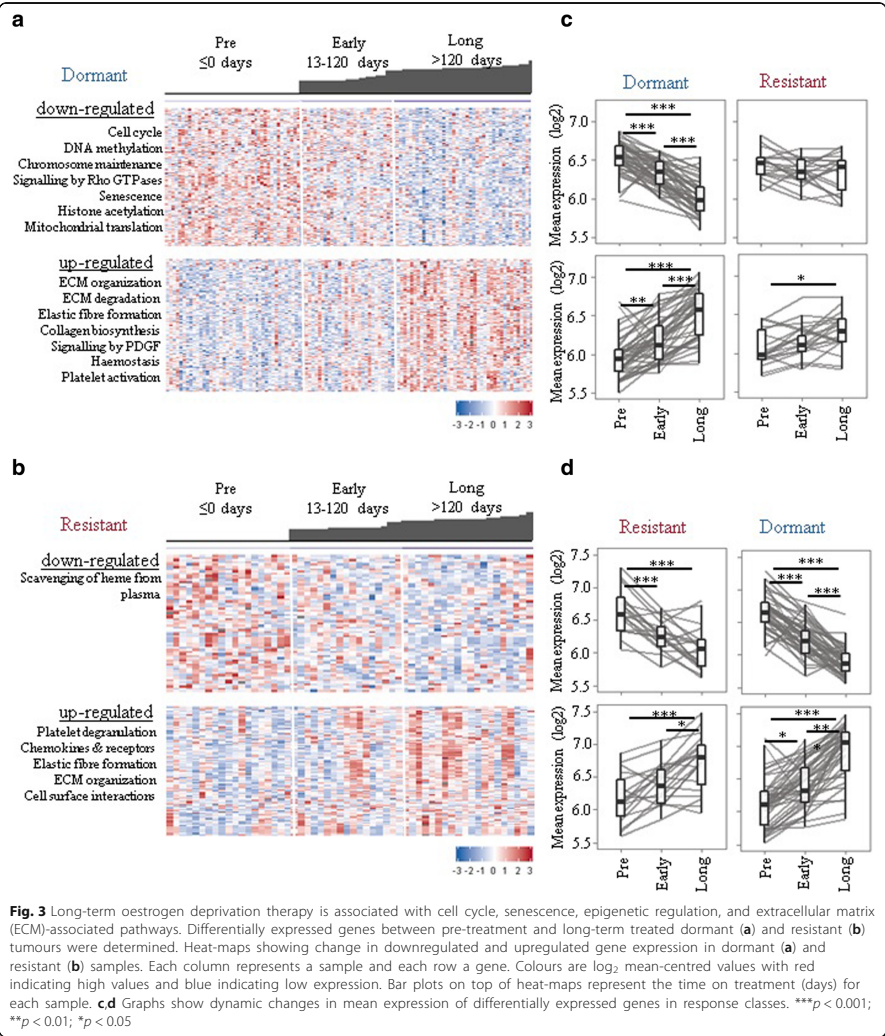 a
Pre
≤0 days
Early
13-120 days
Long
>120 days
Dormant
down-regulated
Cell cycle
DNA methylation
Chromosome maintenance
Signalling by Rho GTPases
Senescence
Histone acetylation
Mitochondrial translation
up-regulated
ECM organization
ECM degradation
Elastic fibre formation
Collagen biosynthesis
Signalling by PDGF
Haemostasis
Platelet activation
-3 -2 -1 0 1 2 3
c
Dormant
Resistant
Mean expression (log2)
7.0
6.5
6.0
5.5
***
***
***
Mean expression (log2)
7.0
6.5
6.0
5.5
***
***
**
*
Pre
Early
Long
Pre
Early
Long
b
Pre
≤0 days
Early
13-120 days
Long
>120 days
Resistant
down-regulated
Scavenging of heme from
plasma
up-regulated
Platelet degranulation
Chemokines & receptors
Elastic fibre formation
ECM organization
Cell surface interactions
-3 -2 -1 0 1 2 3
d
Resistant
Dormant
Mean expression (log2)
7.5
7.0
6.5
6.0
5.5
***
***
***
***
***
Mean expression (log2)
7.5
7.0
6.5
6.0
5.5
***
*
***
*
**
*
Pre
Early
Long
Pre
Early
Long
Fig. 3 Long-term oestrogen deprivation therapy is associated with cell cycle, senescence, epigenetic regulation, and extracellular matrix
(ECM)-associated pathways. Differentially expressed genes between pre-treatment and long-term treated dormant (a) and resistant (b)
tumours were determined. Heat-maps showing change in downregulated and upregulated gene expression in dormant (a) and
resistant (b) samples. Each column represents a sample and each row a gene. Colours are log2 mean-centred values with red
indicating high values and blue indicating low expression. Bar plots on top of heat-maps represent the time on treatment (days) for
each sample. c,d Graphs show dynamic changes in mean expression of differentially expressed genes in response classes. ***p < 0.001;
**p < 0.01; *p < 0.05